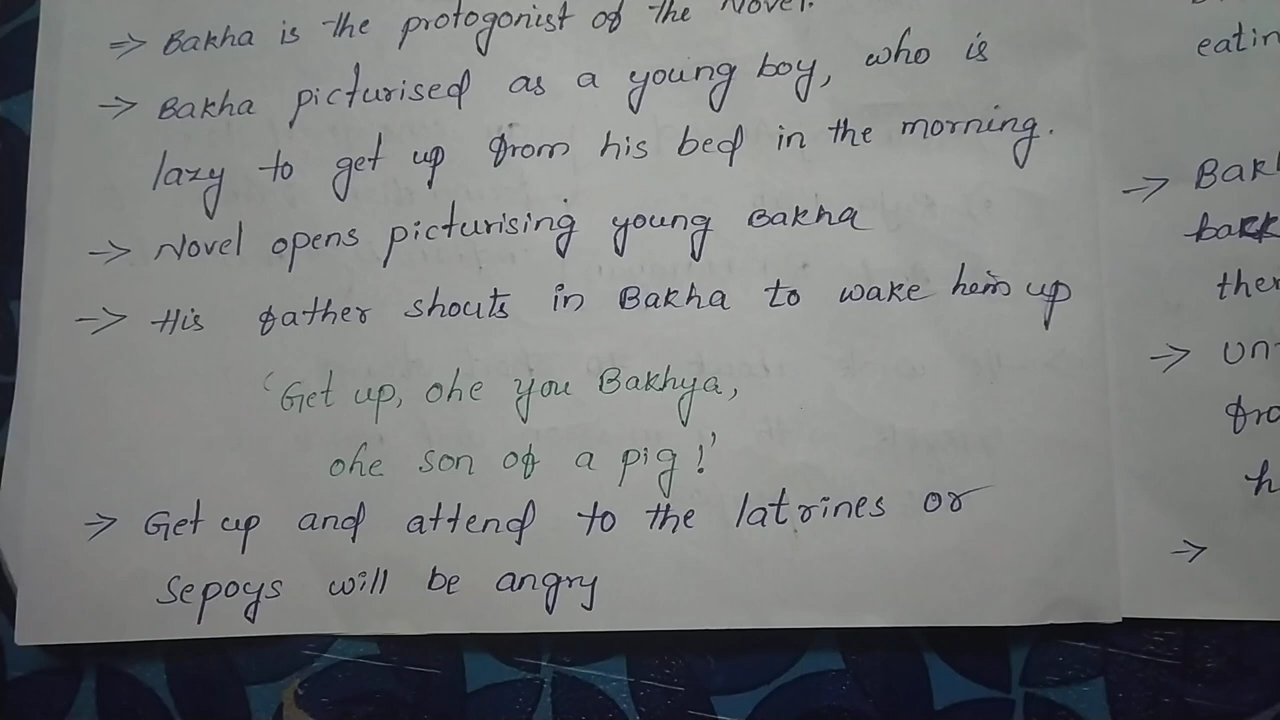 ⇒ Bakha is the protogonist of the Novel.
→ Bakha picturised as a young boy, who is
lazy to get up from his bed in the morning.
→ Novel opens picturising young Bakha
→ His father shouts in Bakha to wake him up
'Get up, ohe you Bakhya,
ohe son of a pig!'
→ Get up and attend to the latrines or
Sepoys will be angry
eatin
→ Bak
back
ther
→ un
fro
h
→